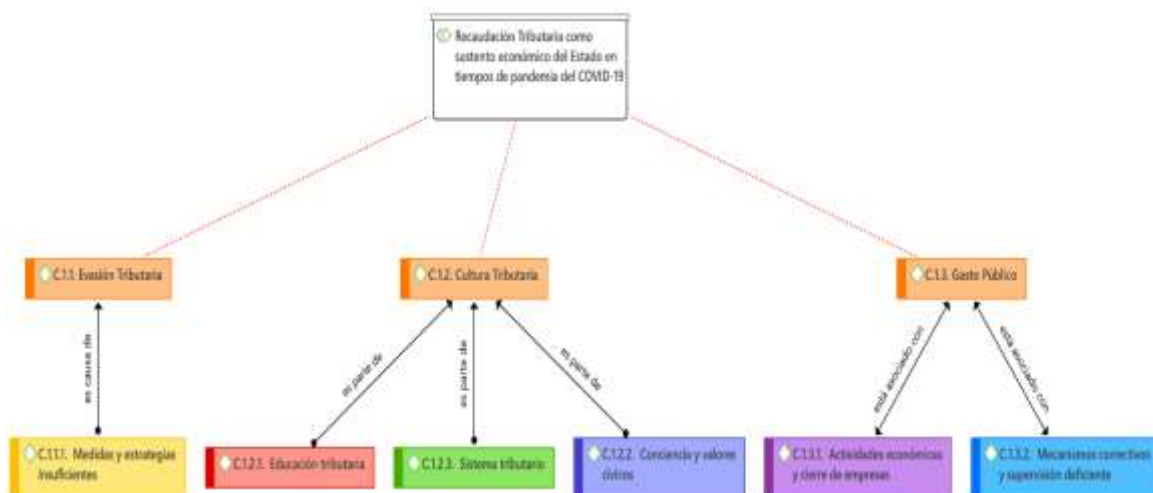 Recaudación Tributaria como
sustento económico del Estado en
tiempos de pandemia del COVID-19
C.1.1. Evasión Tributaria
C.1.2. Cultura Tributaria
C.1.3. Gasto Público
es causa de
es parte de
es parte de
es parte de
está asociado con
esta asociado con
C.1.1.1. Medidas y estrategias
insuficientes
C.1.2.1. Educación tributaria
C.1.2.3. Sistema tributario
C.1.2.2. Conciencia y valores
cívicos
C.1.3.1. Actividades económicas
y cierre de empresas
C.1.3.2. Mecanismos correctivos
y supervisión deficiente